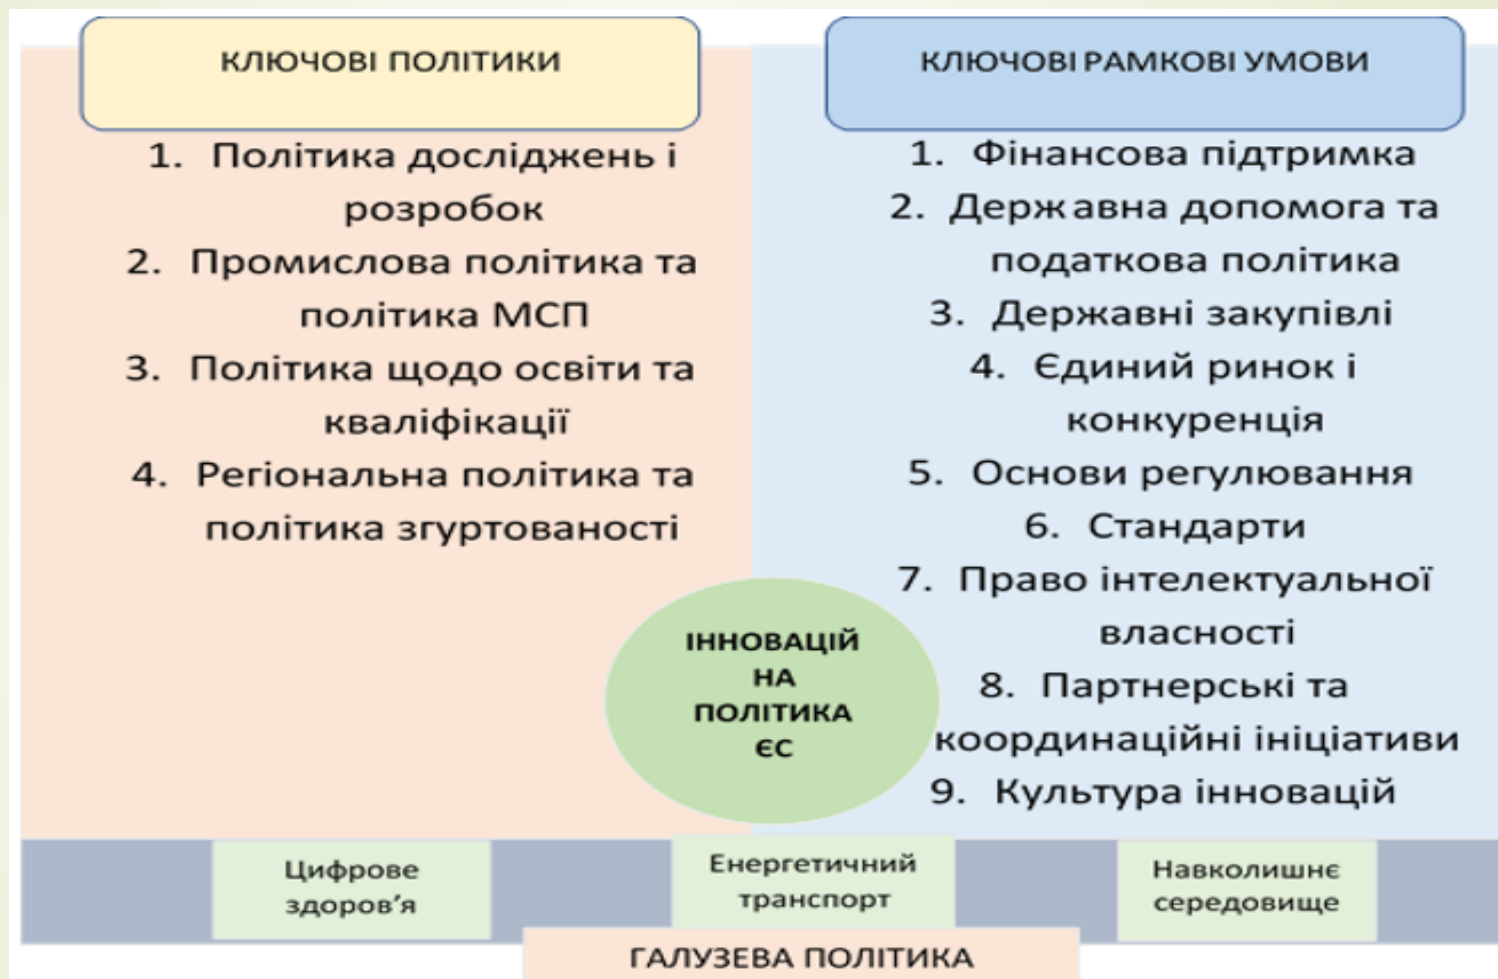 КЛЮЧОВІ ПОЛІТИКИ
1. Політика досліджень і
розробок
2. Промислова політика та
політика МСП
3. Політика щодо освіти та
кваліфікації
4. Регіональна політика та
політика згуртованості
КЛЮЧОВІ РАМКОВІ УМОВИ
1. Фінансова підтримка
2. Державна допомога та
податкова політика
3. Державні закупівлі
4. Єдиний ринок і
конкуренція
5. Основи регулювання
6. Стандарти
7. Право інтелектуальної
власності
8. Партнерські та
координаційні ініціативи
9. Культура інновацій
ІННОВАЦІЙ
НА
ПОЛІТИКА
ЄС
Цифрове
здоров'я
Енергетичний
транспорт
Навколишнє
середовище
ГАЛУЗЕВА ПОЛІТИКА